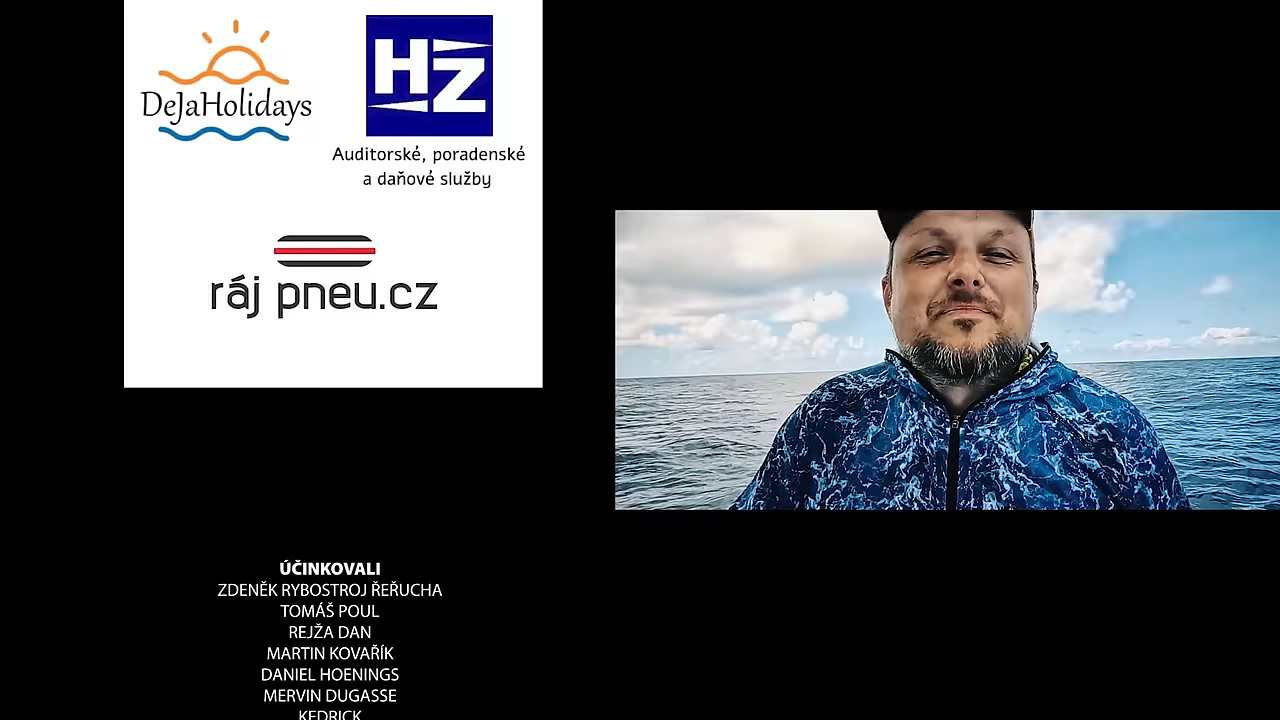 DeJaHolidays
HZ
Auditorské, poradenské
a daňové služby
ráj pneu.cz
ÚČINKOVALI
ZDENĚK RYBOSTROJ ŘEŘUCHA
TOMÁŠ POUL
REJŽA DAN
MARTIN KOVAŘÍK
DANIEL HOENINGS
MERVIN DUGASSE
KEDRICK